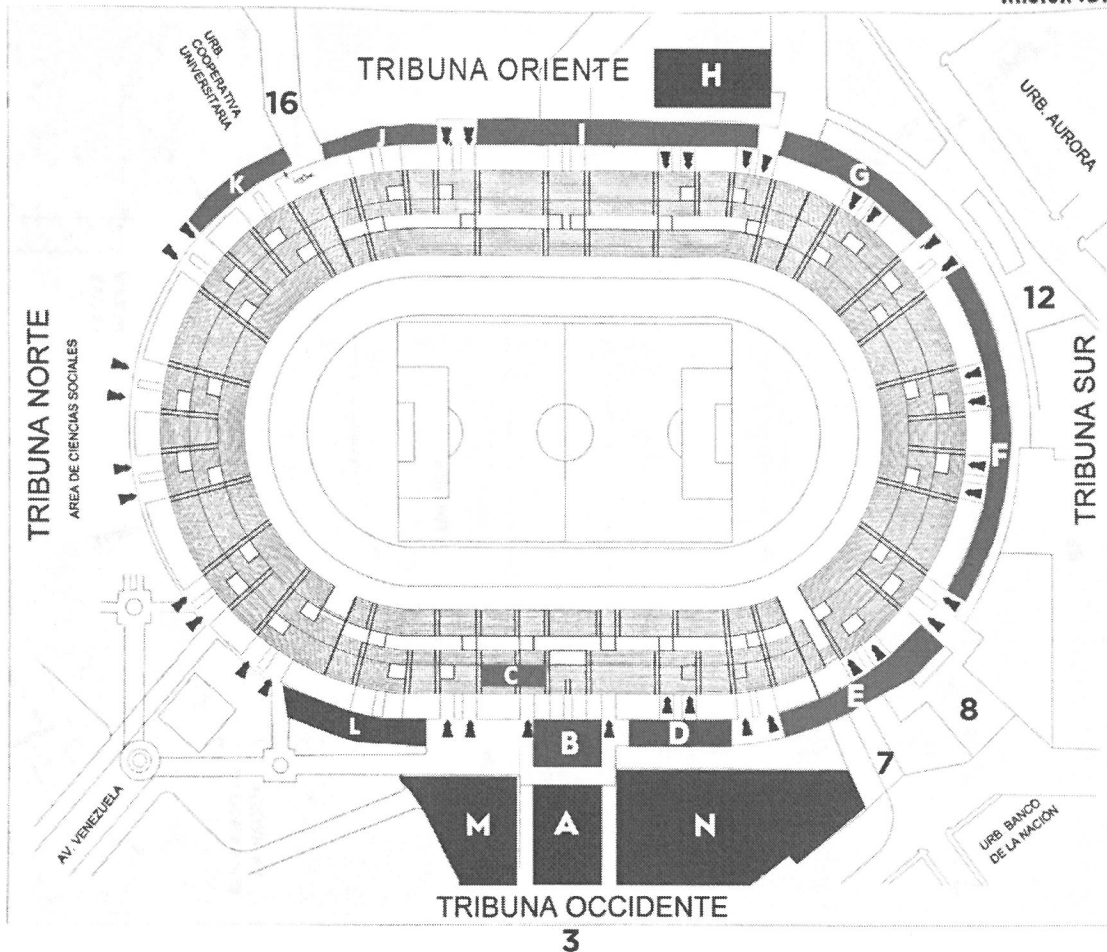 URB.
COOPERATIVA
UNIVERSITARIA
TRIBUNA ORIENTE
H
16
URB. AURORA
J
I
K
G
12
TRIBUNA NORTE
AREA DE CIENCIAS SOCIALES
TRIBUNA SUR
F
C
E
L
B
D
8
7
M
A
N
AV. VENEZUELA
URB. BANCO
DE LA NACIÓN
TRIBUNA OCCIDENTE
3